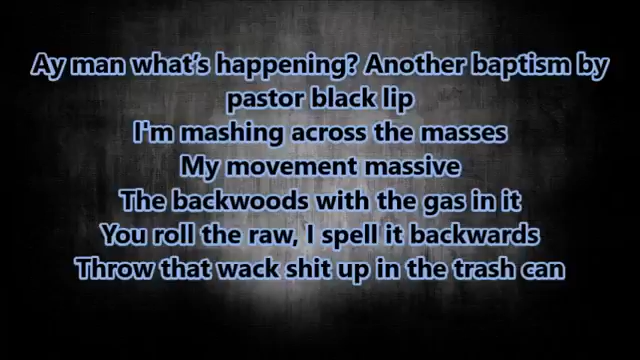 Ay man what's happening? Another baptism by
pastor black lip
I'm mashing across the masses
My movement massive
The backwoods with the gas in it
You roll the raw, I spell it backwards
Throw that wack shit up in the trash can